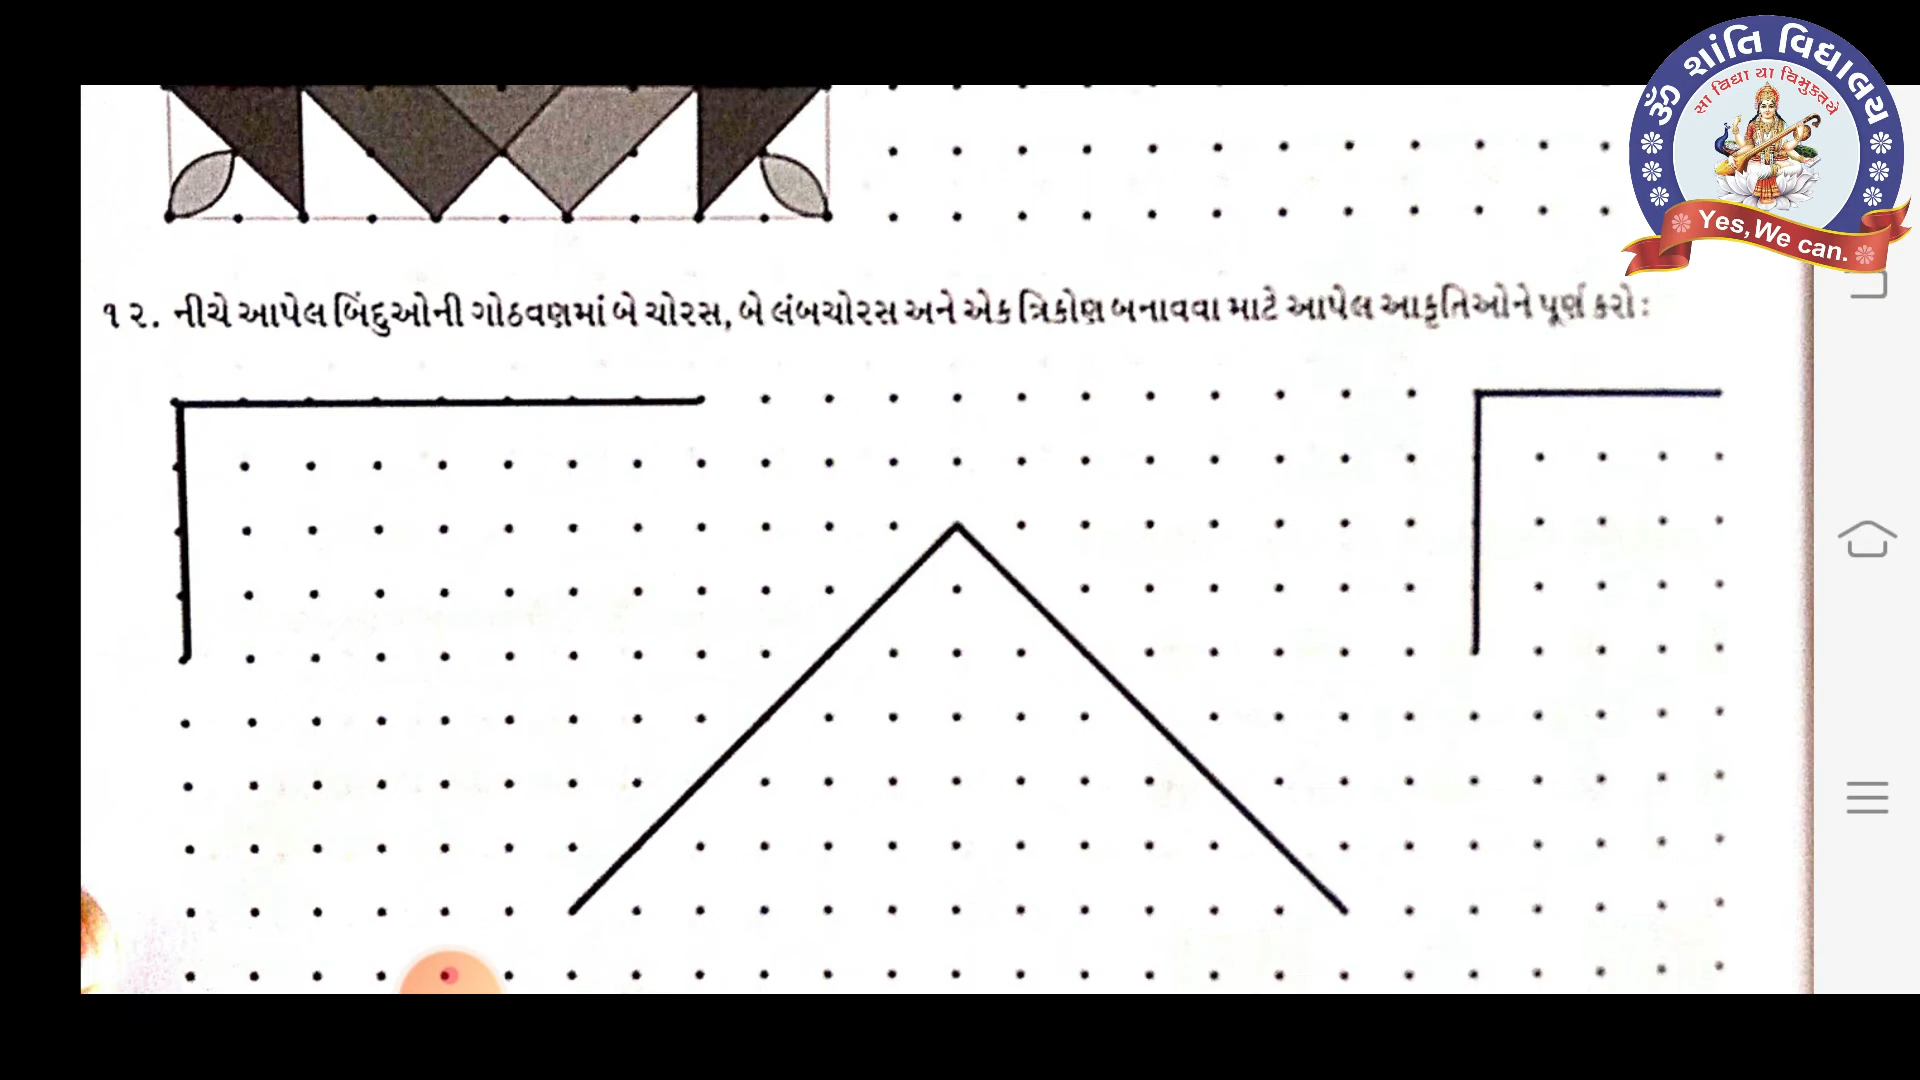 ૐ શાંતિ વિદ્યાલય
સા વિદ્યા યા વિમુક્તયે
Yes, We can.
૧૨. નીચે આપેલ બિંદુઓની ગોઠવણમાં બે ચોરસ, બે લંબચોરસ અને એક ત્રિકોણ બનાવવા માટે આપેલ આકૃતિઓને પૂર્ણ કરો: